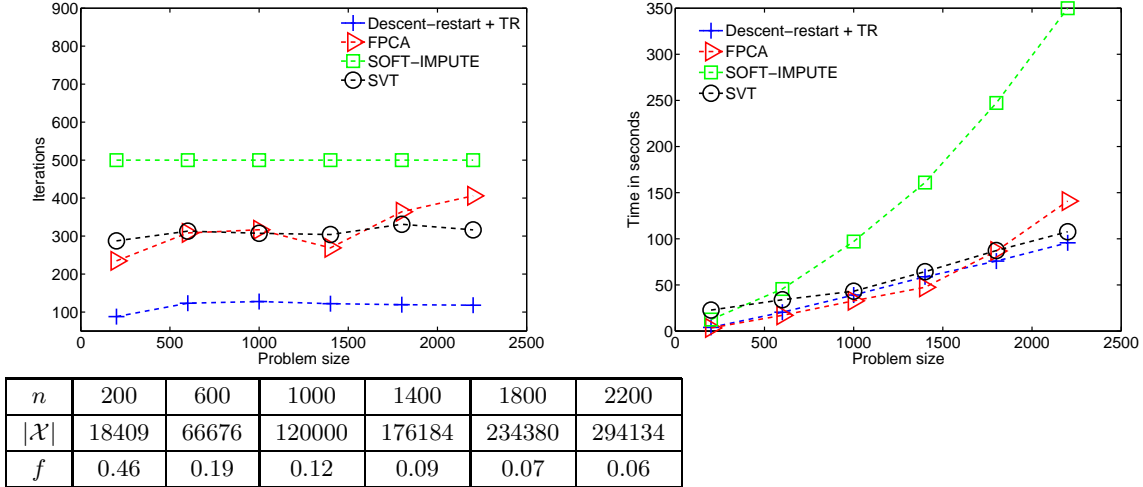 900
800
700
600
500
400
300
200
100
Iterations
0 500 1000 1500 2000 2500
Problem size
Descent−restart + TR
FPCA
SOFT−IMPUTE
SVT
350
300
250
200
150
100
50
0
Time in seconds
0 500 1000 1500 2000 2500
Problem size
Descent−restart + TR
FPCA
SOFT−IMPUTE
SVT
n 200 600 1000 1400 1800 2200
|𝒳| 18409 66676 120000 176184 234380 294134
f 0.46 0.19 0.12 0.09 0.07 0.06